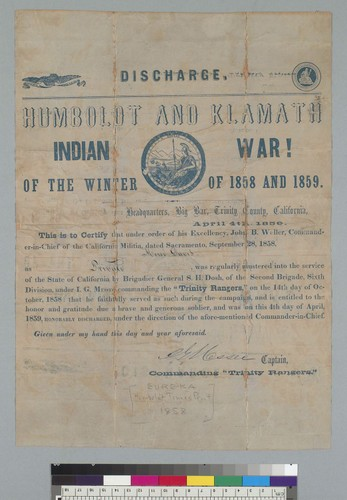 DISCHARGE,
HUMBOLDT AND KLAMATH
INDIAN WAR!
OF THE WINTER OF 1858 AND 1859.
Headquarters, Big Bar, Trinity County, California,
April 4th, 1859.
This is to Certify that under order of his Excellency, John B. Weller, Commander-
in-Chief of the California Militia, dated Sacramento, September 28, 1858.
as Private was regularly mustered into the service
of the State of California by Brigadier General S. H. Dosh, of the Second Brigade, Sixth
Division, under I. G. Messec commanding the "Trinity Rangers," on the 14th day of Oc-
tober, 1858; that he faithfully served as such during the campaign, and is entitled to the
honor and gratitude due a brave and generous soldier, and was on this 4th day of April,
1859, HONORABLY DISCHARGED, under the direction of the afore-mentioned Commander-in-Chief.
Given under my hand this day and year aforesaid.
I G Messec Captain,
Commanding "Trinity Rangers."
EUREKA
1858